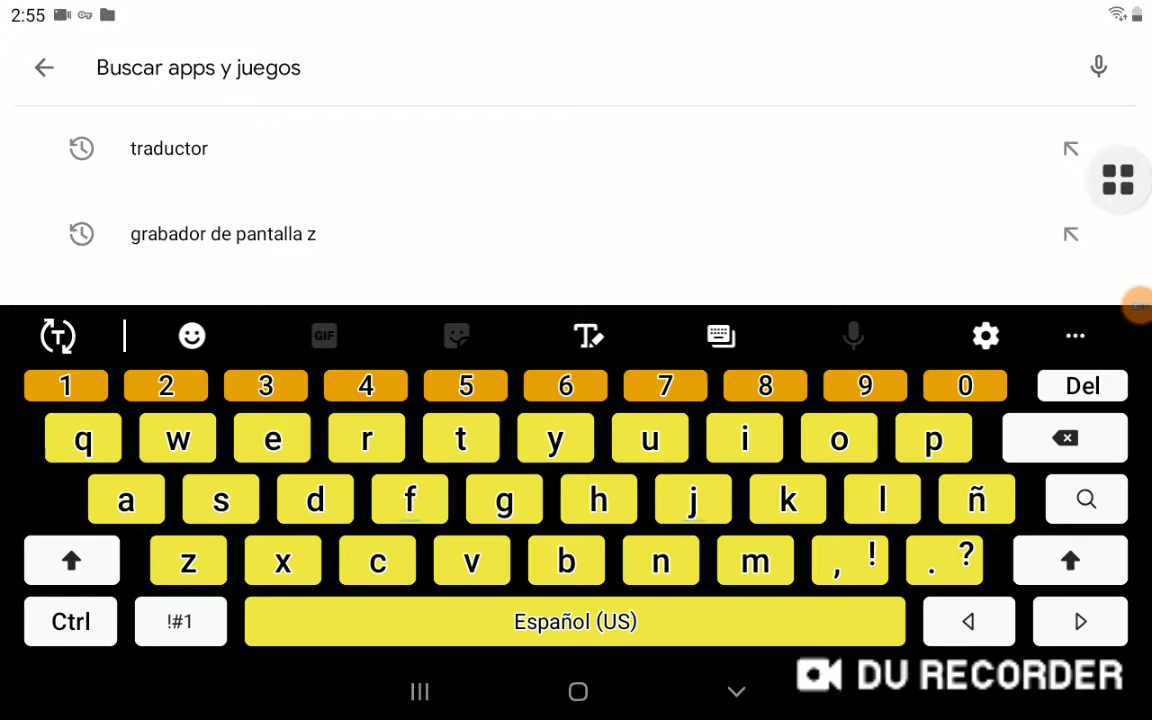 2:55
Buscar apps y juegos
traductor
grabador de pantalla z
GIF
1 2 3 4 5 6 7 8 9 0 Del
q w e r t y u i o p
a s d f g h j k l ñ
z x c v b n m , ! . ?
Ctrl !#1 Español (US)
DU RECORDER